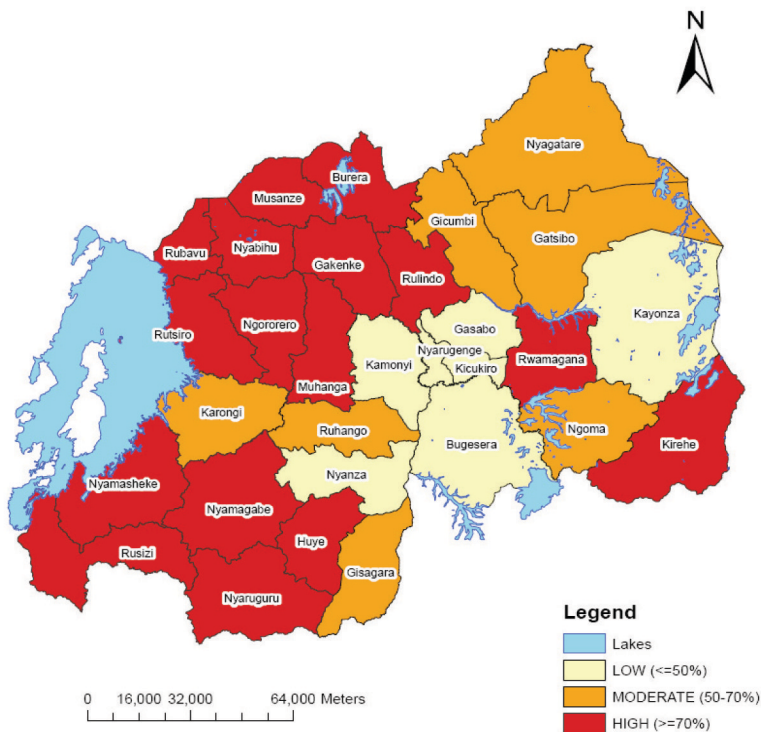 N
Nyagatare
Burera
Musanze
Gicumbi
Rubavu
Nyabihu
Gatsibo
Gakenke
Rulindo
Kayonza
Rutsiro
Ngororero
Gasabo
Nyarugenge
Rwamagana
Kamonyi
Kicukiro
Muhanga
Karongi
Ruhango
Ngoma
Bugesera
Kirehe
Nyanza
Nyamasheke
Nyamagabe
Huye
Rusizi
Gisagara
Nyaruguru
Legend
Lakes
LOW (<=50%)
MODERATE (50-70%)
HIGH (>=70%)
0 16,000 32,000 64,000 Meters